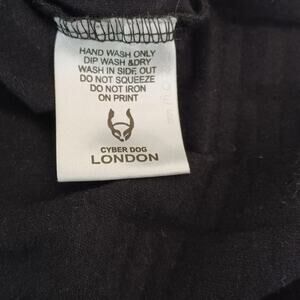 HAND WASH ONLY
DIP WASH &DRY
WASH IN SIDE OUT
DO NOT SQUEEZE
DO NOT IRON
ON PRINT
CYBER DOG
LONDON